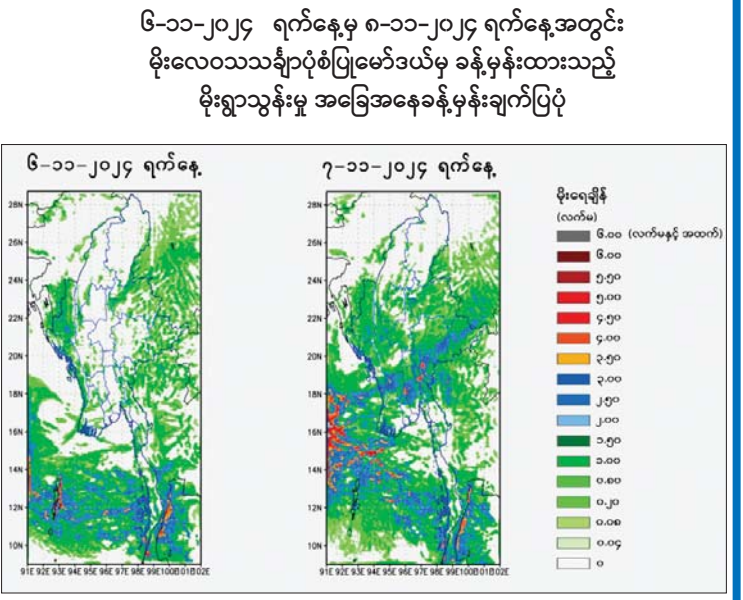 ၆-၁၁-၂၀၂၄ ရက်နေ့မှ ၈-၁၁-၂၀၂၄ ရက်နေ့အတွင်း
မိုးလေဝသသင်္ချာပုံစံပြုမော်ဒယ်မှ ခန့်မှန်းထားသည့်
မိုးရွာသွန်းမှု အခြေအနေခန့်မှန်းချက်ပြပုံ
၆-၁၁-၂၀၂၄ ရက်နေ့
28N
26N
24N
22N
20N
18N
16N
14N
12N
10N
91E 92E 93E 94E 95E 96E 97E 98E 99E 100E 101E 102E
၇-၁၁-၂၀၂၄ ရက်နေ့
28N
26N
24N
22N
20N
18N
16N
14N
12N
10N
91E 92E 93E 94E 95E 96E 97E 98E 99E 100E 101E 102E
မိုးရေချိန်
(လက်မ)
၆.၀၀ (လက်မနှင့် အထက်)
၆.၀၀
၅.၅၀
၅.၀၀
၄.၅၀
၄.၀၀
၃.၅၀
၃.၀၀
၂.၅၀
၂.၀၀
၁.၅၀
၁.၀၀
၀.၈၀
၀.၂၀
၀.၀၈
၀.၀၄
၀